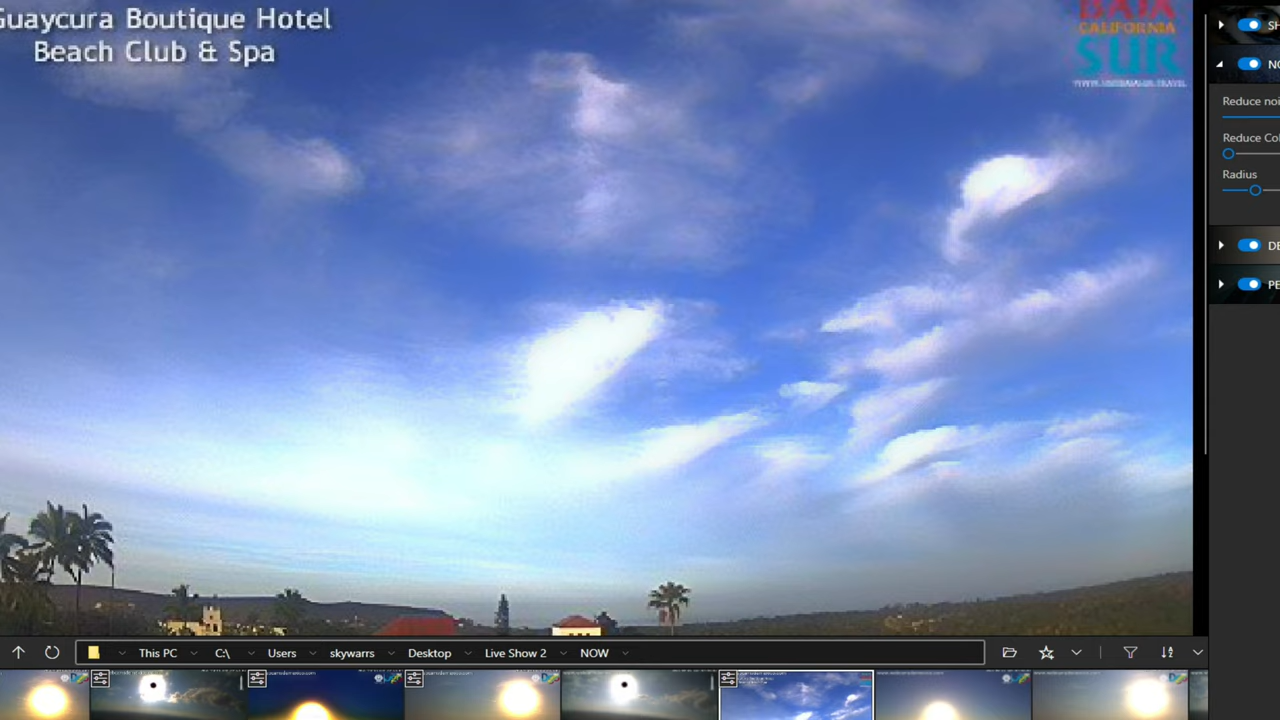 Guaycura Boutique Hotel
Beach Club & Spa
BAJA
CALIFORNIA
SUR
Reduce noi
Reduce Col
Radius
This PC
C:\
Users
skywarrs
Desktop
Live Show 2
NOW